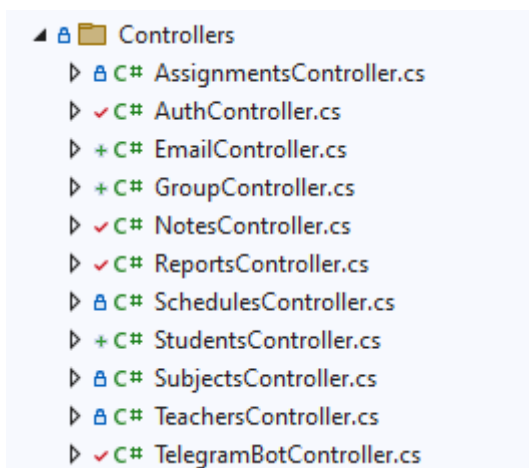 Controllers
C# AssignmentsController.cs
C# AuthController.cs
+ C# EmailController.cs
+ C# GroupController.cs
C# NotesController.cs
C# ReportsController.cs
C# SchedulesController.cs
+ C# StudentsController.cs
C# SubjectsController.cs
C# TeachersController.cs
C# TelegramBotController.cs